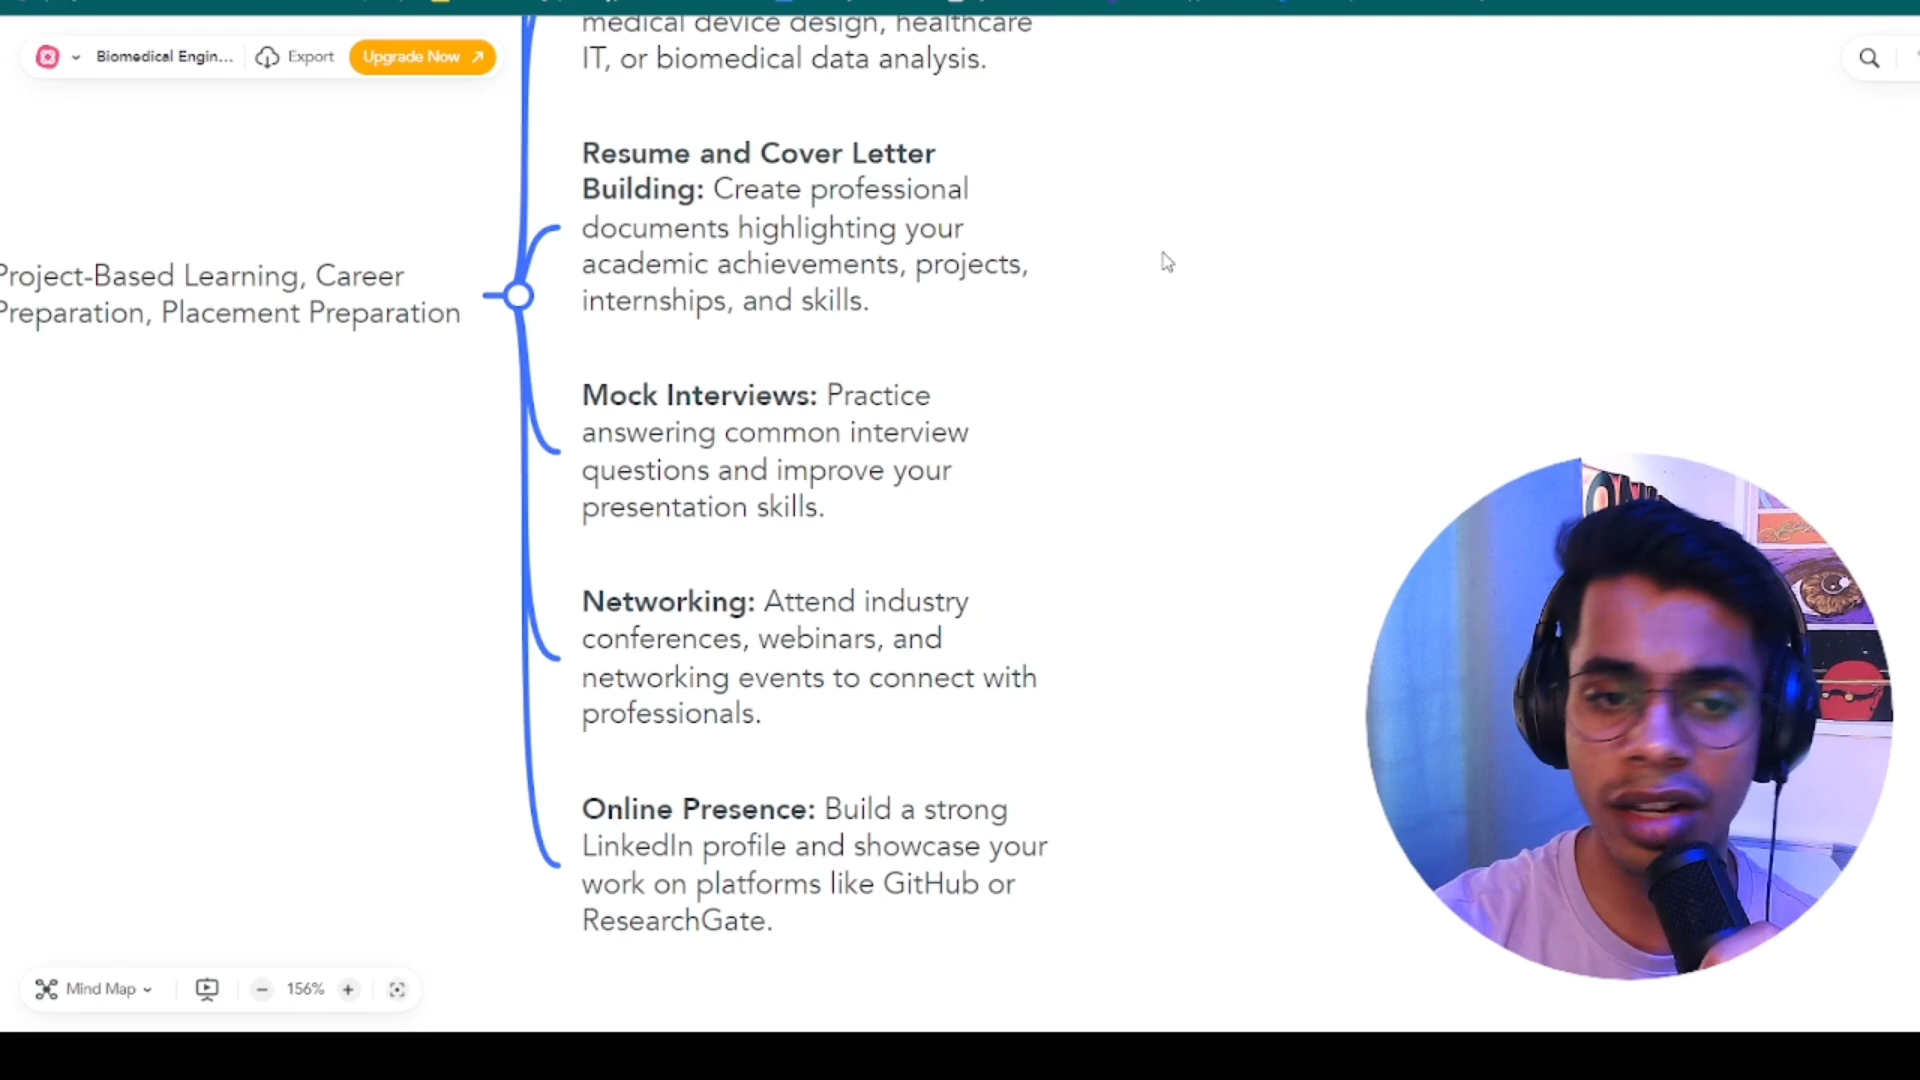 medical device design, healthcare
IT, or biomedical data analysis.
Biomedical Engin...
Export
Upgrade Now
Resume and Cover Letter
Building: Create professional
documents highlighting your
academic achievements, projects,
internships, and skills.
Project-Based Learning, Career
Preparation, Placement Preparation
Mock Interviews: Practice
answering common interview
questions and improve your
presentation skills.
Networking: Attend industry
conferences, webinars, and
networking events to connect with
professionals.
Online Presence: Build a strong
LinkedIn profile and showcase your
work on platforms like GitHub or
ResearchGate.
Mind Map
156%